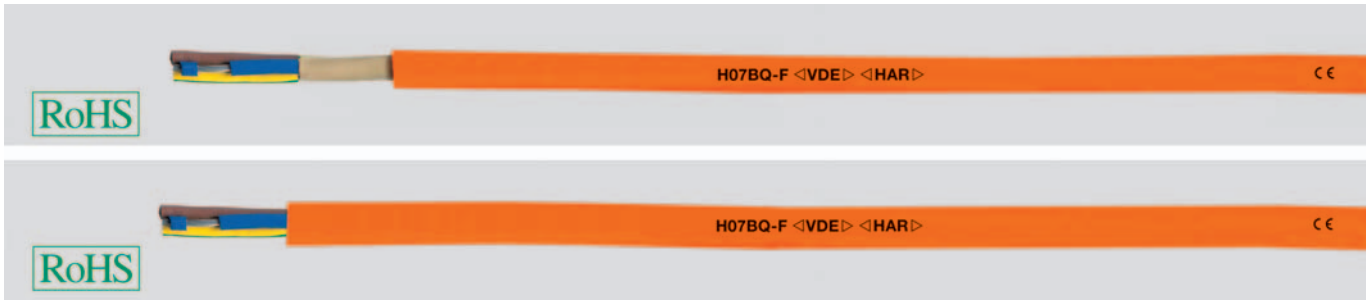 H07BQ-F ◁VDE▷ ◁HAR▷ CE
RoHS
H07BQ-F ◁VDE▷ ◁HAR▷ CE
RoHS